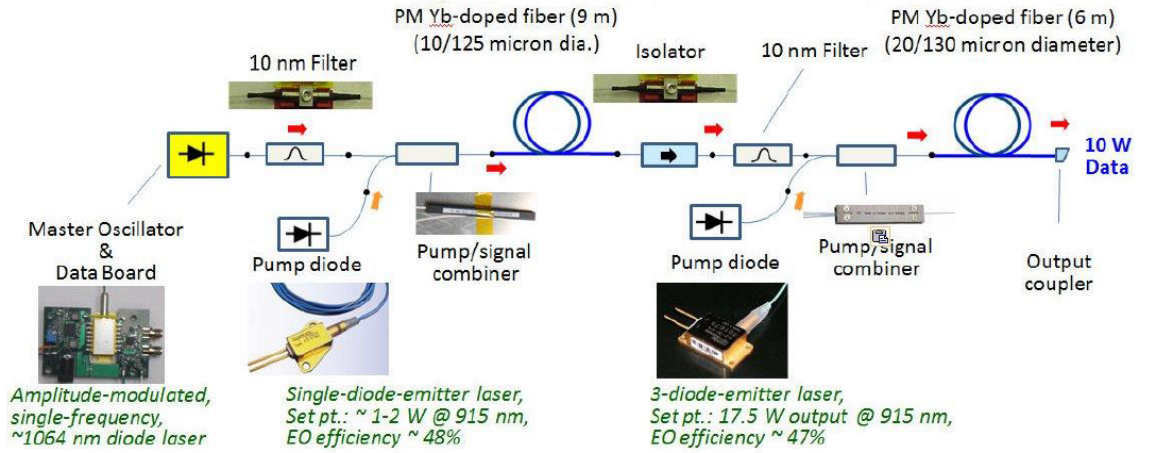 PM Yb-doped fiber (9 m)
(10/125 micron dia.)
PM Yb-doped fiber (6 m)
(20/130 micron diameter)
10 nm Filter
Isolator
10 nm Filter
10 W
Data
Master Oscillator
&
Data Board
Pump diode
Pump/signal
combiner
Pump diode
Pump/signal
combiner
Output
coupler
Amplitude-modulated,
single-frequency,
~1064 nm diode laser
Single-diode-emitter laser,
Set pt.: ~ 1-2 W @ 915 nm,
EO efficiency ~ 48%
3-diode-emitter laser,
Set pt.: 17.5 W output @ 915 nm,
EO efficiency ~ 47%